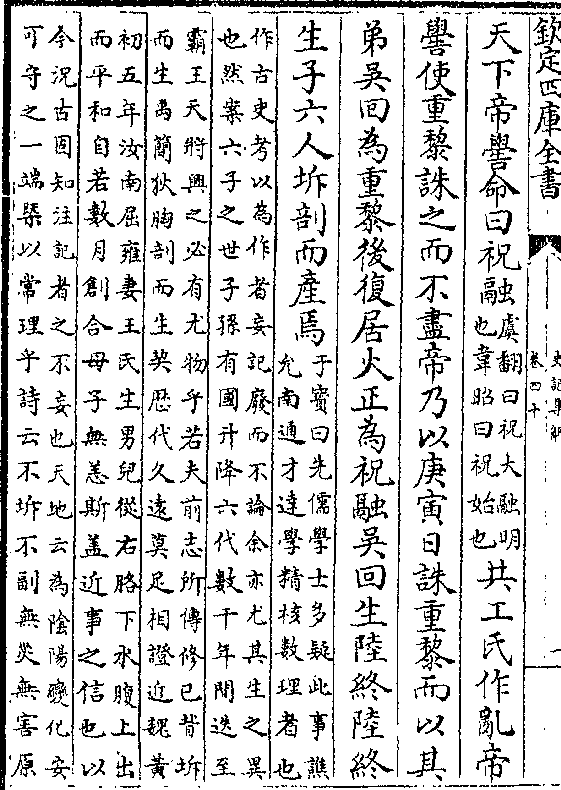 欽定四庫全書
史記集解
卷四十
一
天下帝嚳命曰祝融
虞翻曰祝大融明
也韋昭曰祝始也
共工氏作亂帝
嚳使重黎誅之而不盡帝乃以庚寅日誅重黎而以其
弟吳回為重黎後復居火正為祝融吳回生陸終陸終
生子六人坼剖而產焉
于寳曰先儒學士多疑此事譙
允南通才達學精核數理者也
作古史考以為作者妄記廢而不論余亦尤其生之異
也然案六子之世子孫有國升降六代數千年間迭至
霸王天將興之必有尤物乎若夫前志所傳修已背坼
而生禹簡狄胸剖而生契歴代久遠莫足相證近魏黃
初五年汝南屈雍妻王氏生男兒從右胳下水腹上出
而平和自若數月創合母子無恙斯蓋近事之信也以
今況古固知注記者之不妄也天地云為隂陽變化安
可守之一端槩以常理乎詩云不坼不副無災無害原